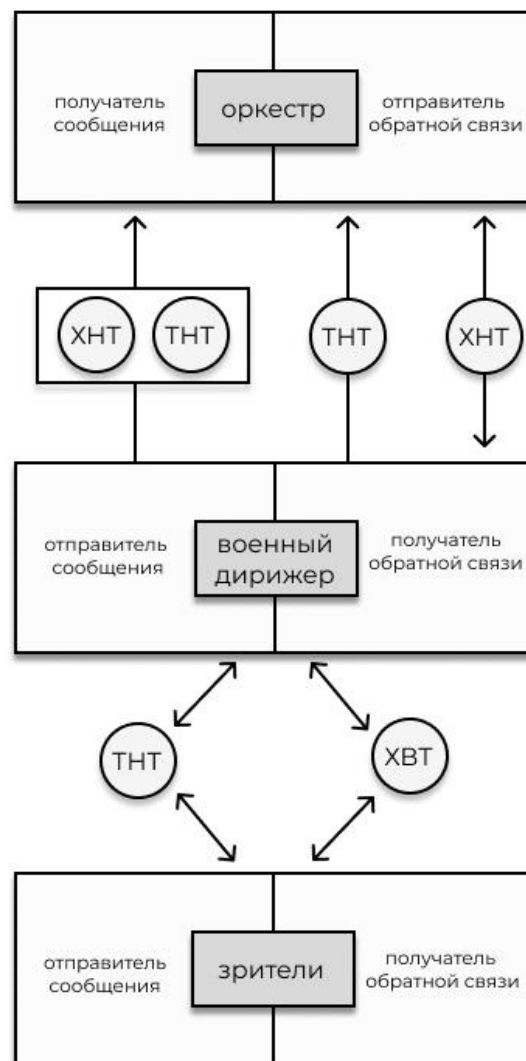 получатель
сообщения
оркестр
отправитель
обратной связи
ХНТ
ТНТ
ТНТ
ХНТ
отправитель
сообщения
военный
дирижер
получатель
обратной связи
ТНТ
ХВТ
отправитель
сообщения
зрители
получатель
обратной связи